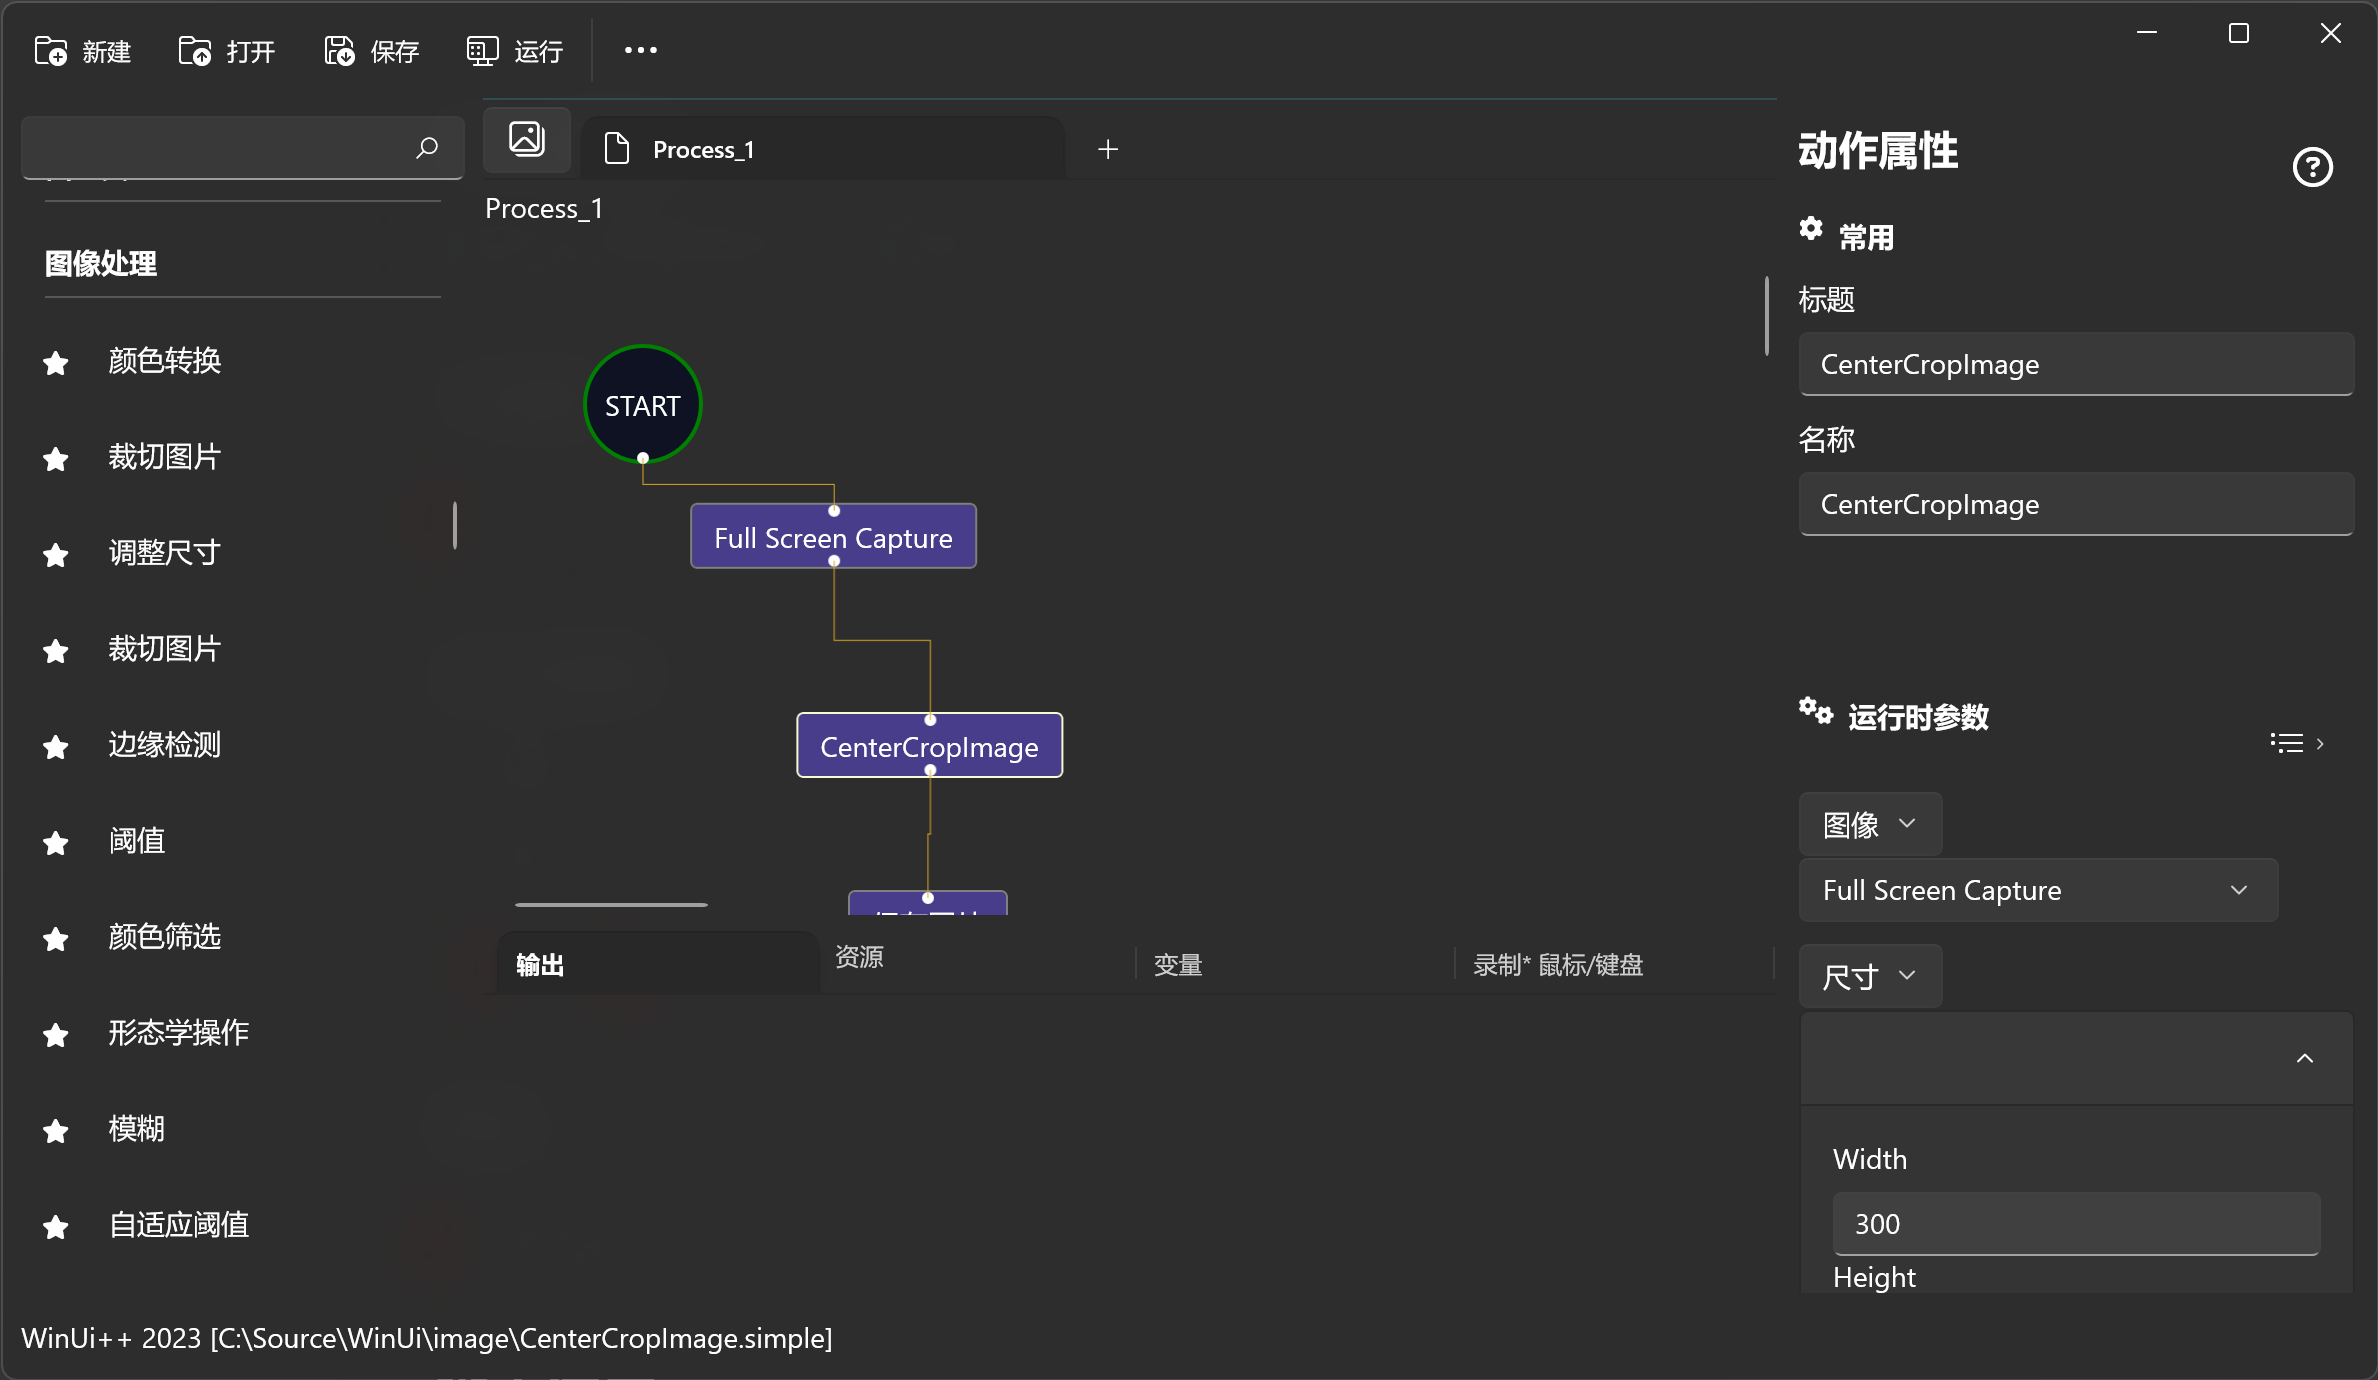 新建
打开
保存
运行
Process_1
Process_1
图像处理
颜色转换
裁切图片
调整尺寸
裁切图片
边缘检测
阈值
颜色筛选
形态学操作
模糊
自适应阈值
START
Full Screen Capture
CenterCropImage
输出
资源
变量
录制* 鼠标/键盘
动作属性
常用
标题
CenterCropImage
名称
CenterCropImage
运行时参数
图像
Full Screen Capture
尺寸
Width
300
Height
WinUi++ 2023 [C:\Source\WinUi\image\CenterCropImage.simple]